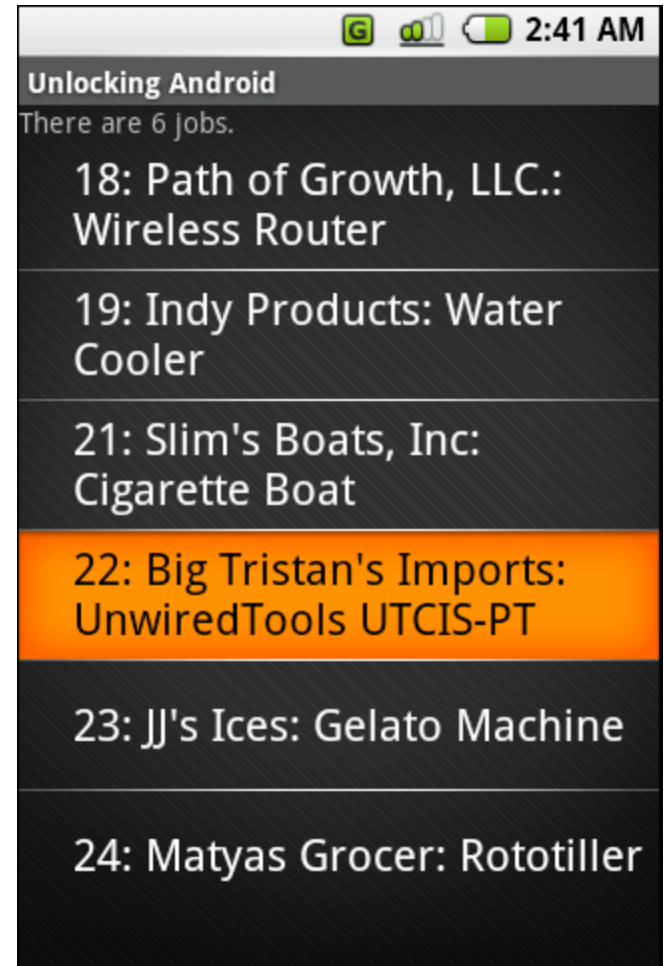 G 2:41 AM
Unlocking Android
There are 6 jobs.
18: Path of Growth, LLC.:
Wireless Router
19: Indy Products: Water
Cooler
21: Slim's Boats, Inc:
Cigarette Boat
22: Big Tristan's Imports:
UnwiredTools UTCIS-PT
23: JJ's Ices: Gelato Machine
24: Matyas Grocer: Rototiller